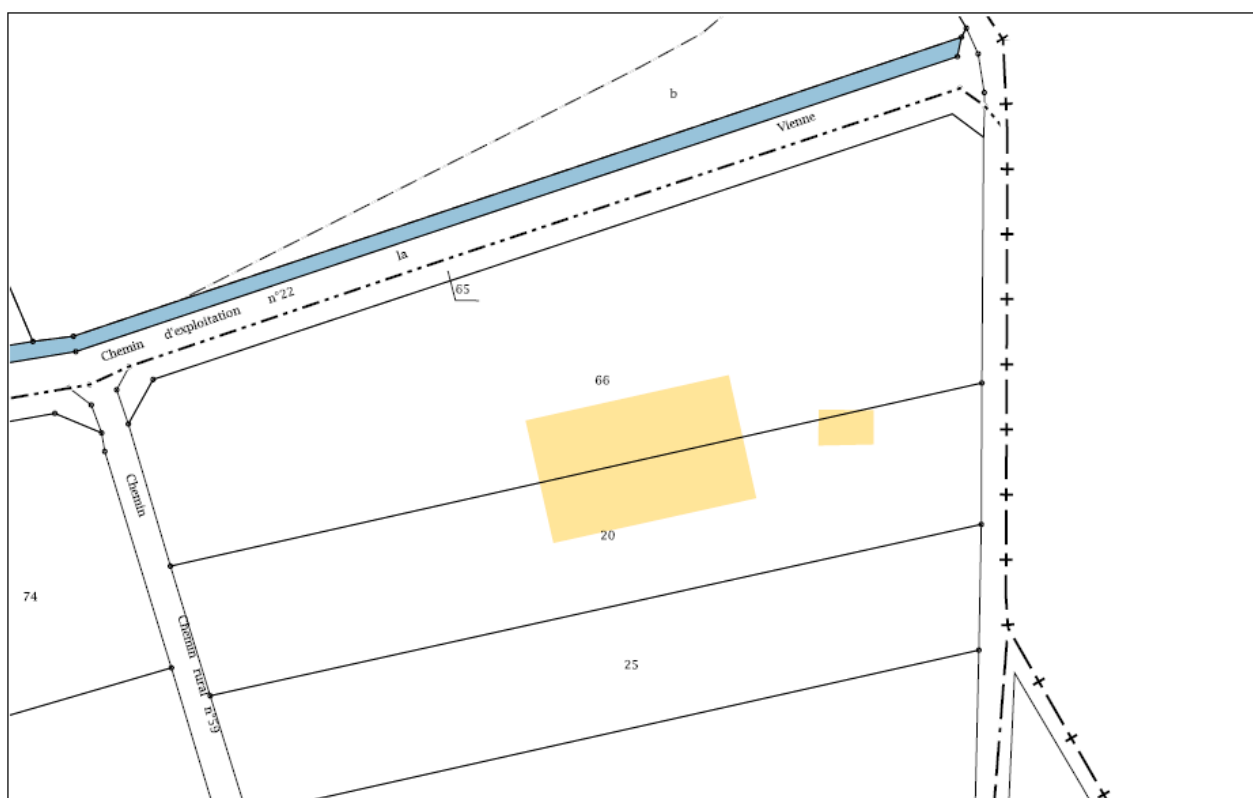 b
Vienne
la
n°22
d'exploitation
Chemin
65
66
Chemin
20
74
25
Chemin rural n°59